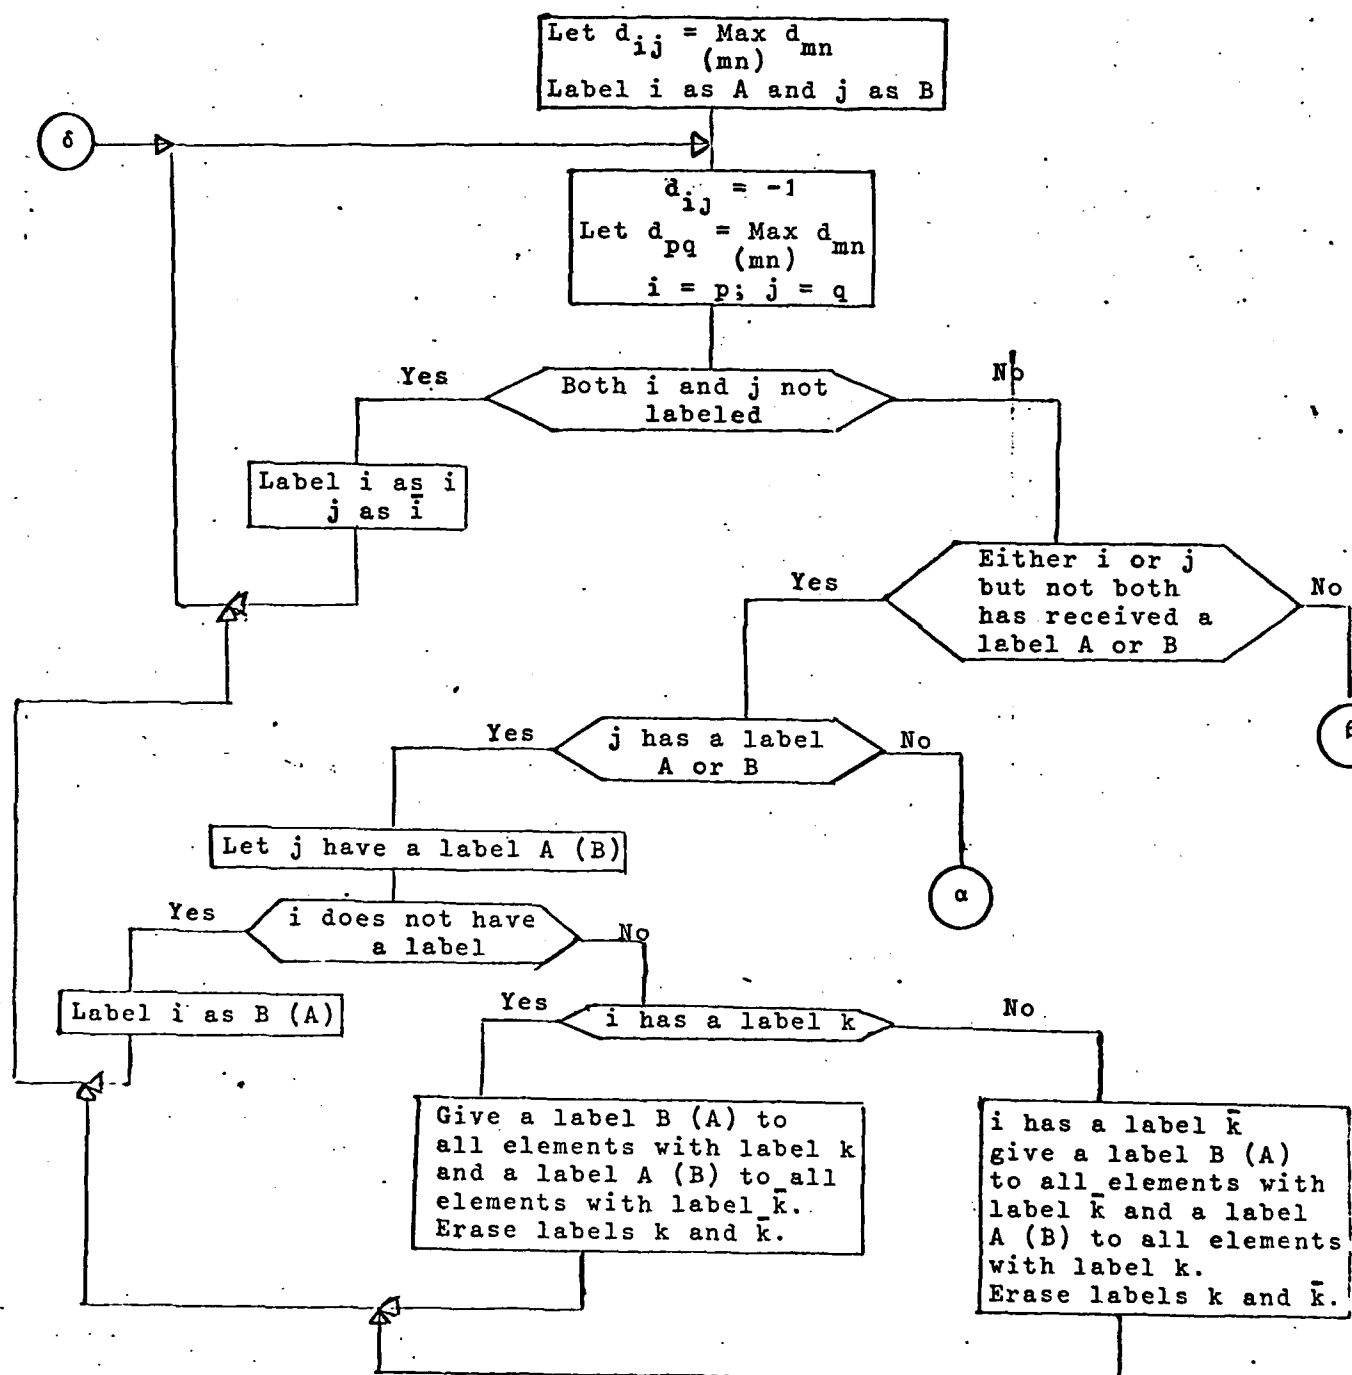 Let d_ij = Max d_mn
(mn)
Label i as A and j as B
δ
d_ij = -1
Let d_pq = Max d_mn
(mn)
i = p; j = q
Yes
Both i and j not
labeled
No
Label i as i
j as i̅
Yes
Either i or j
but not both
has received a
label A or B
No
Yes
j has a label
A or B
No
Let j have a label A (B)
α
Yes
i does not have
a label
No
Label i as B (A)
Yes
i has a label k
No
Give a label B (A) to
all elements with label k
and a label A (B) to all
elements with label k̅.
Erase labels k and k̅.
i has a label k̅
give a label B (A)
to all elements with
label k̅ and a label
A (B) to all elements
with label k.
Erase labels k and k̅.